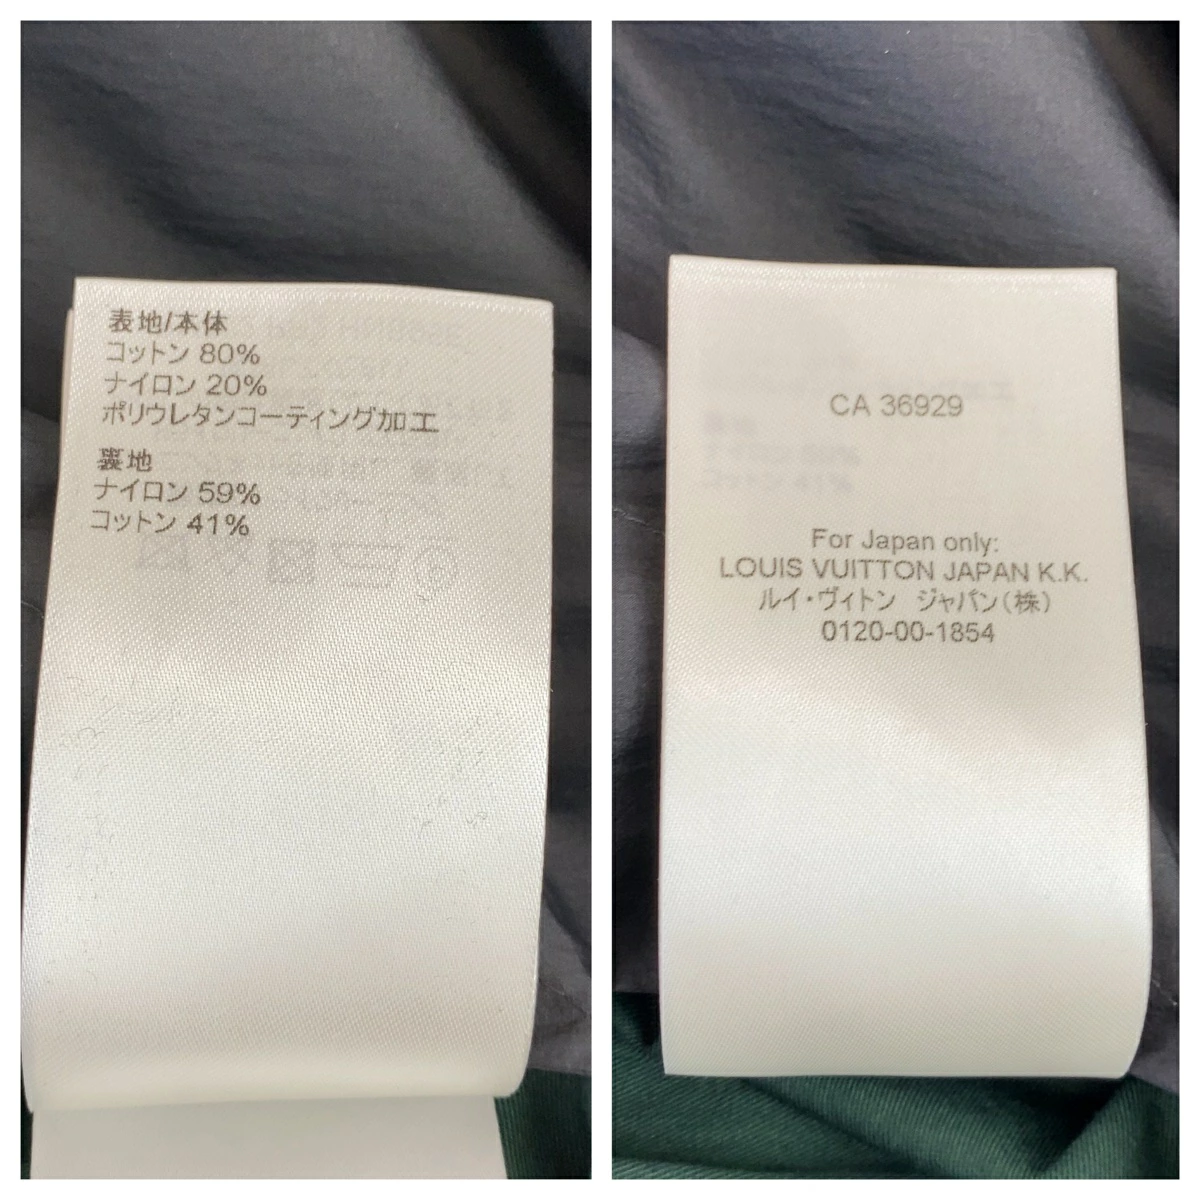 表地/本体
コットン 80%
ナイロン 20%
ポリウレタンコーティング加工
裏地
ナイロン 59%
コットン 41%
CA 36929
For Japan only:
LOUIS VUITTON JAPAN K.K.
ルイ・ヴィトン ジャパン(株)
0120-00-1854